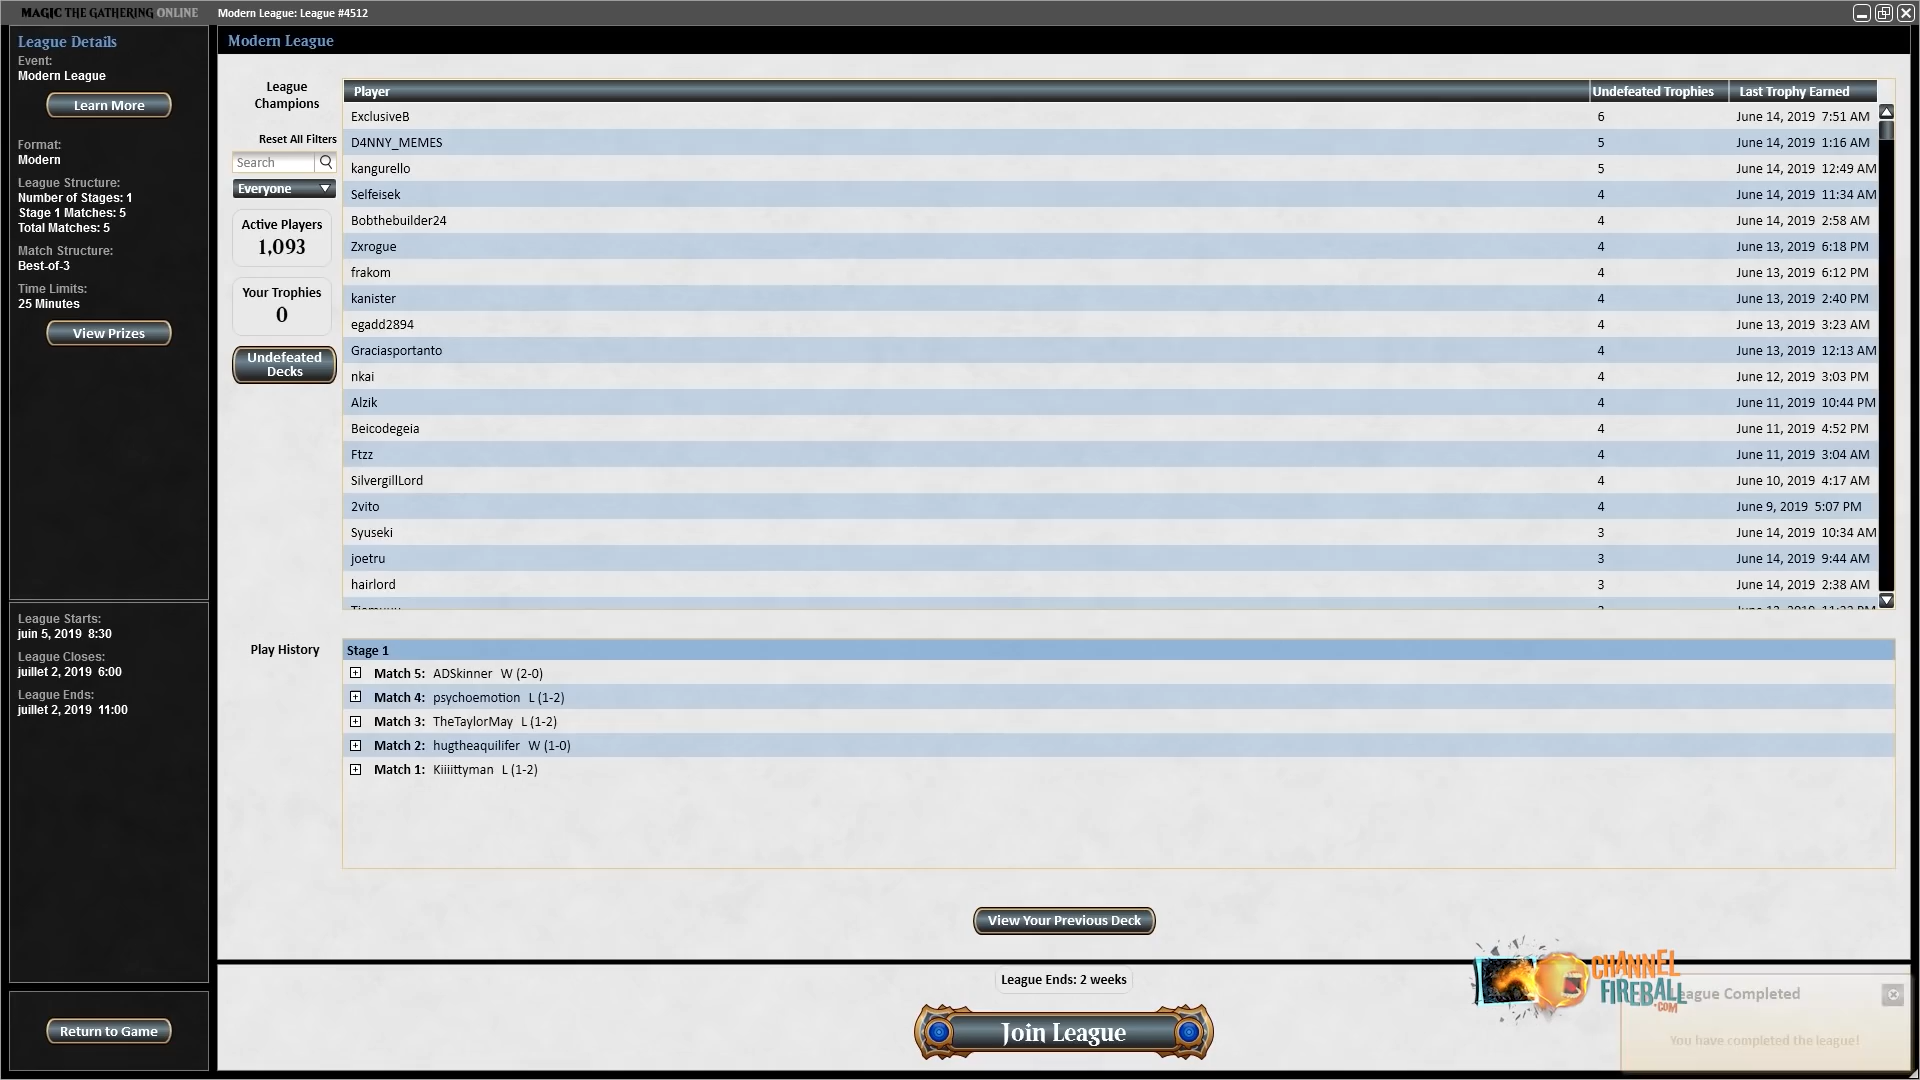 MAGIC THE GATHERING ONLINE
Modern League: League #4512
League Details
Event:
Modern League
Learn More
Format:
Modern
League Structure:
Number of Stages: 1
Stage 1 Matches: 5
Total Matches: 5
Match Structure:
Best-of-3
Time Limits:
25 Minutes
View Prizes
League Starts:
juin 5, 2019 8:30
League Closes:
juillet 2, 2019 6:00
League Ends:
juillet 2, 2019 11:00
Return to Game
Modern League
League
Champions
Reset All Filters
Search
Everyone
Active Players
1,093
Your Trophies
0
Undefeated
Decks
Player Undefeated Trophies Last Trophy Earned
ExclusiveB 6 June 14, 2019 7:51 AM
D4NNY_MEMES 5 June 14, 2019 1:16 AM
kangurello 5 June 14, 2019 12:49 AM
Selfeisek 4 June 14, 2019 11:34 AM
Bobthebuilder24 4 June 14, 2019 2:58 AM
Zxrogue 4 June 13, 2019 6:18 PM
frakom 4 June 13, 2019 6:12 PM
kanister 4 June 13, 2019 2:40 PM
egadd2894 4 June 13, 2019 3:23 AM
Graciasportanto 4 June 13, 2019 12:13 AM
nkai 4 June 12, 2019 3:03 PM
Alzik 4 June 11, 2019 10:44 PM
Beicodegeia 4 June 11, 2019 4:52 PM
Ftzz 4 June 11, 2019 3:04 AM
SilvergillLord 4 June 10, 2019 4:17 AM
2vito 4 June 9, 2019 5:07 PM
Syuseki 3 June 14, 2019 10:34 AM
joetru 3 June 14, 2019 9:44 AM
hairlord 3 June 14, 2019 2:38 AM
Play History
Stage 1
Match 5: ADSkinner W (2-0)
Match 4: psychoemotion L (1-2)
Match 3: TheTaylorMay L (1-2)
Match 2: hugtheaquilifer W (1-0)
Match 1: Kiiiittyman L (1-2)
View Your Previous Deck
League Ends: 2 weeks
Join League
CHANNEL
FIREBALL
.COM
League Completed
You have completed the league!